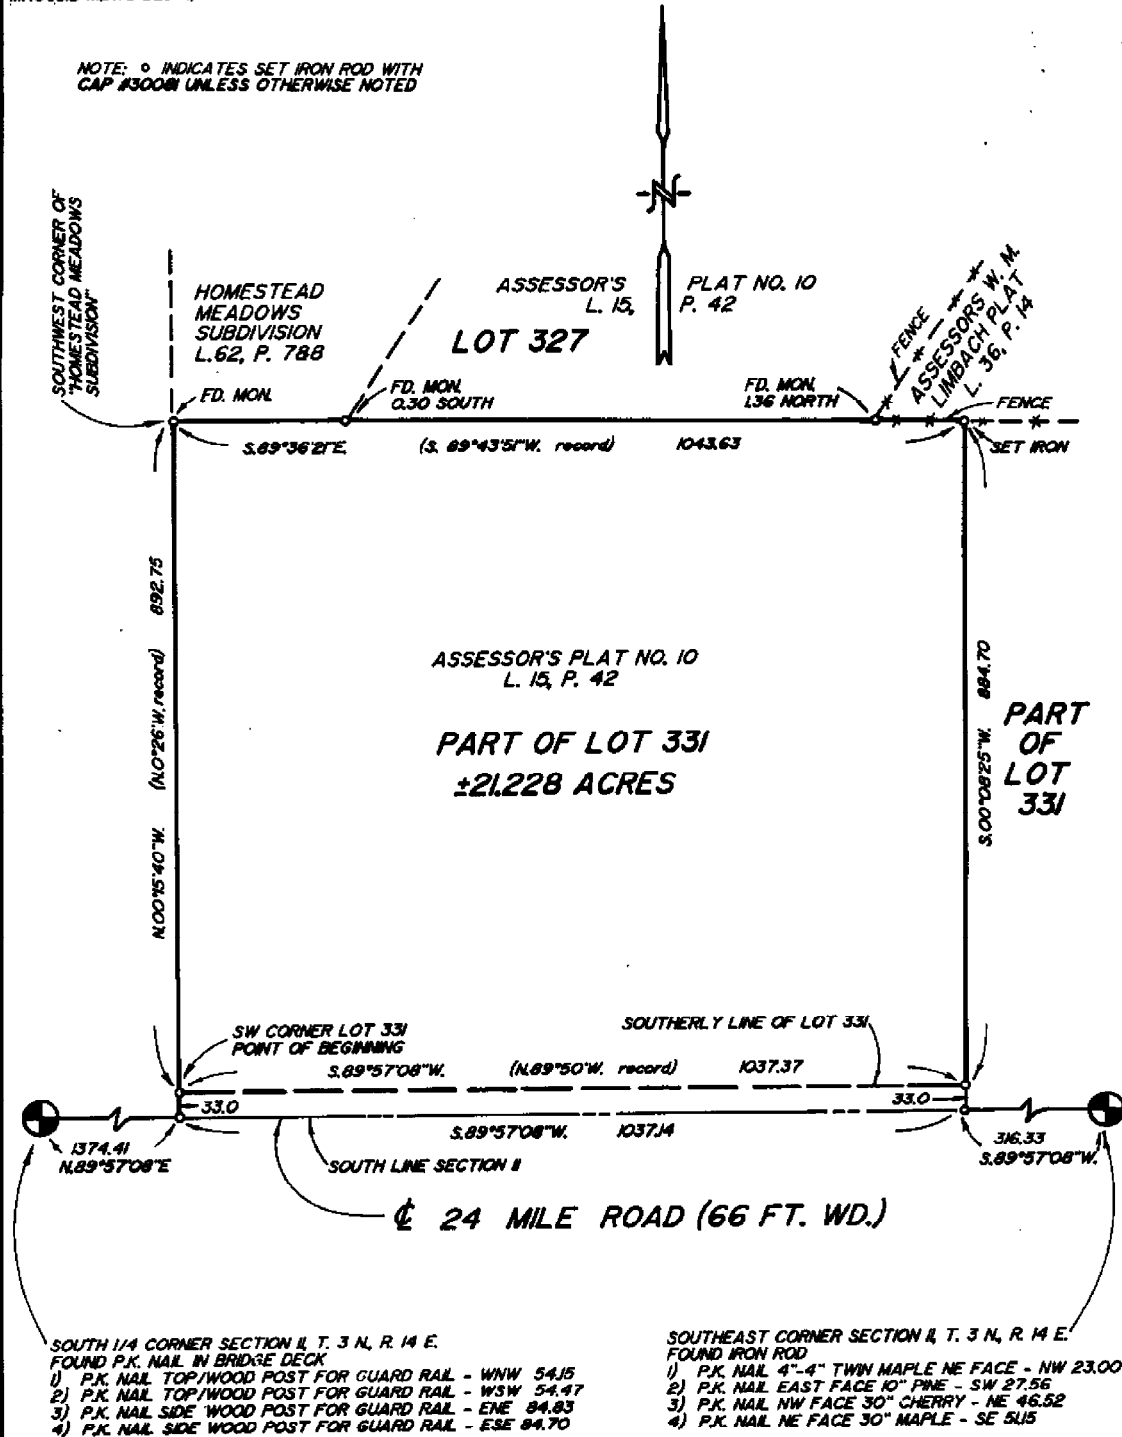 NOTE: o INDICATES SET IRON ROD WITH
CAP #30081 UNLESS OTHERWISE NOTED
N
SOUTHWEST CORNER OF
"HOMESTEAD MEADOWS
SUBDIVISION"
HOMESTEAD
MEADOWS
SUBDIVISION
L.62, P. 788
ASSESSOR'S PLAT NO. 10
L. 15, P. 42
LOT 327
FENCE
ASSESSORS W. M.
LIMBACH PLAT
L. 36, P. 14
FD. MON.
FD. MON.
0.30 SOUTH
FD. MON.
1.36 NORTH
FENCE
SET IRON
S.89°36'21"E. (S. 89°43'51"W. record) 1043.63
N.00°15'40"W. (N.0°26'W. record) 892.75
ASSESSOR'S PLAT NO. 10
L. 15, P. 42
PART OF LOT 331
±21.228 ACRES
S.00°08'25"W. 884.70
PART
OF
LOT
331
SW CORNER LOT 331
POINT OF BEGINNING
SOUTHERLY LINE OF LOT 331
S.89°57'08"W. (N.89°50'W. record) 1037.37
33.0
33.0
1374.41
N.89°57'08"E
S.89°57'08"W. 1037.14
316.33
S.89°57'08"W.
SOUTH LINE SECTION 11
℄ 24 MILE ROAD (66 FT. WD.)
SOUTH 1/4 CORNER SECTION 11, T. 3 N., R. 14 E.
FOUND P.K. NAIL IN BRIDGE DECK
1) P.K. NAIL TOP/WOOD POST FOR GUARD RAIL - WNW 54.15
2) P.K. NAIL TOP/WOOD POST FOR GUARD RAIL - WSW 54.47
3) P.K. NAIL SIDE WOOD POST FOR GUARD RAIL - ENE 84.83
4) P.K. NAIL SIDE WOOD POST FOR GUARD RAIL - ESE 84.70
SOUTHEAST CORNER SECTION 11, T. 3 N., R. 14 E.
FOUND IRON ROD
1) P.K. NAIL 4"-4" TWIN MAPLE NE FACE - NW 23.00
2) P.K. NAIL EAST FACE 10" PINE - SW 27.56
3) P.K. NAIL NW FACE 30" CHERRY - NE 46.52
4) P.K. NAIL NE FACE 30" MAPLE - SE 51.15